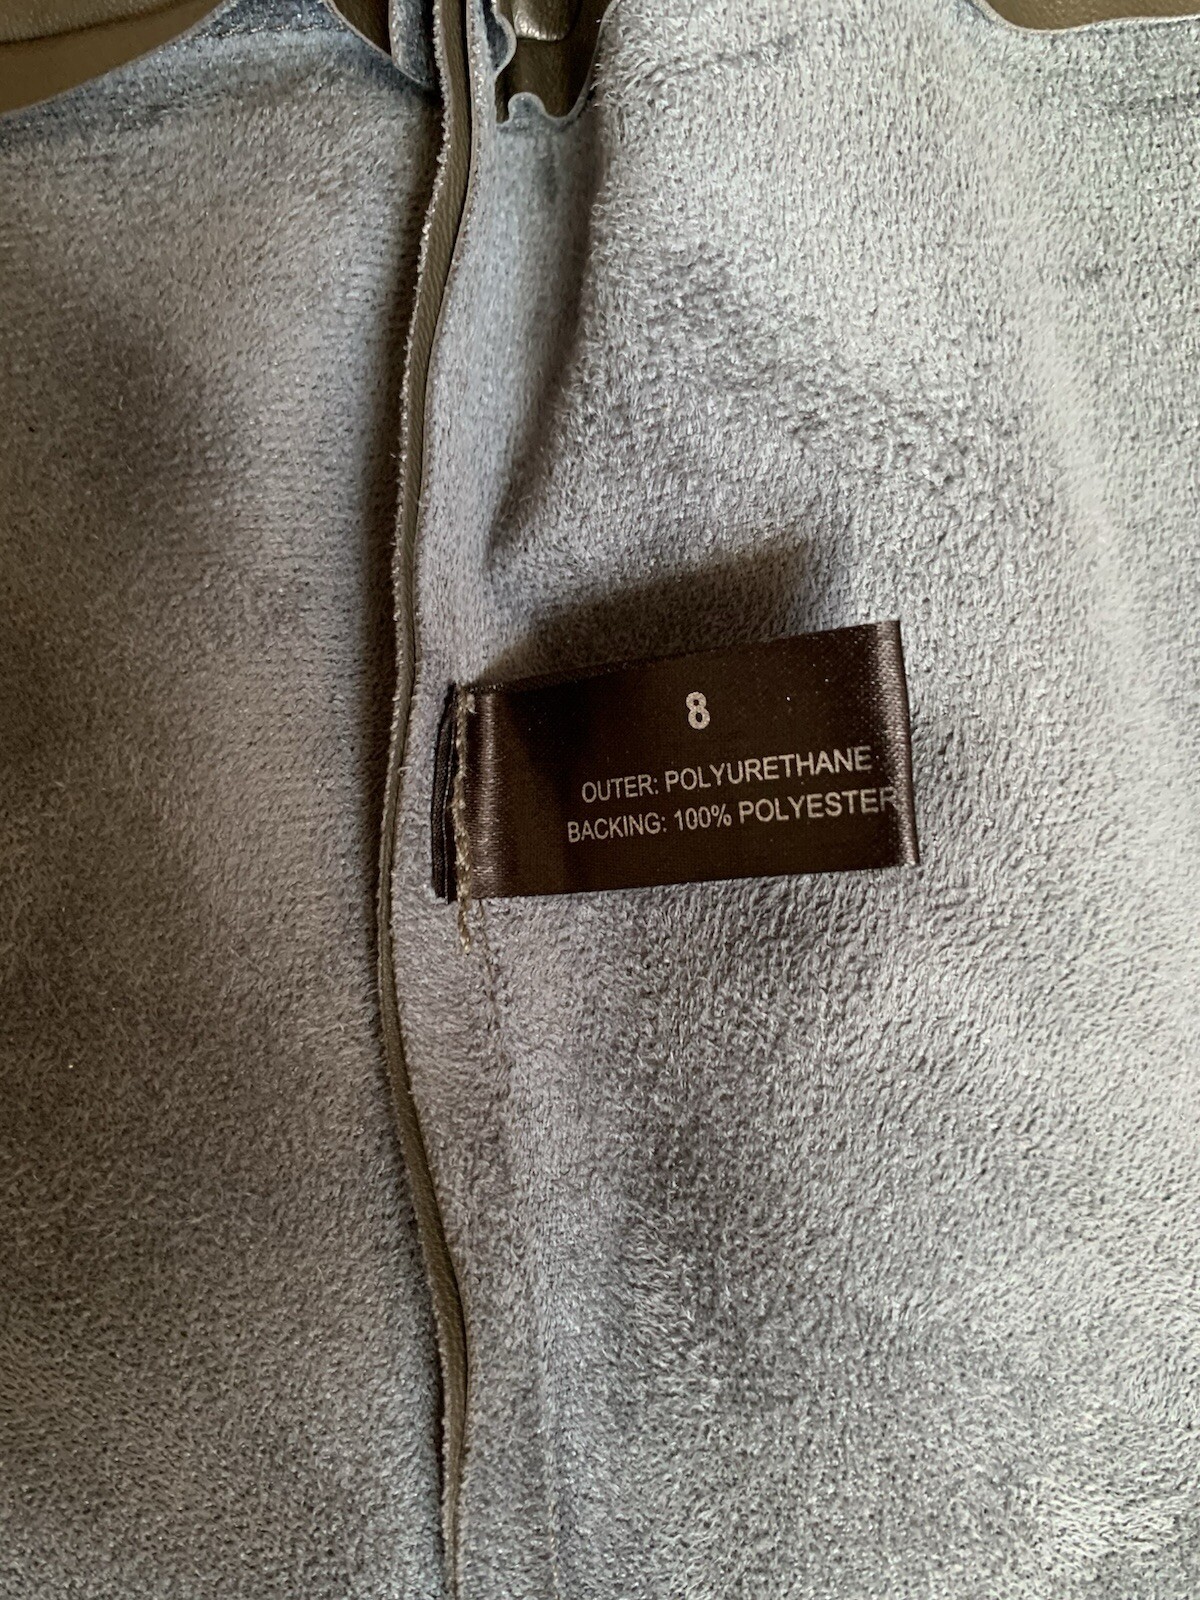 8
OUTER: POLYURETHANE
BACKING: 100% POLYESTER